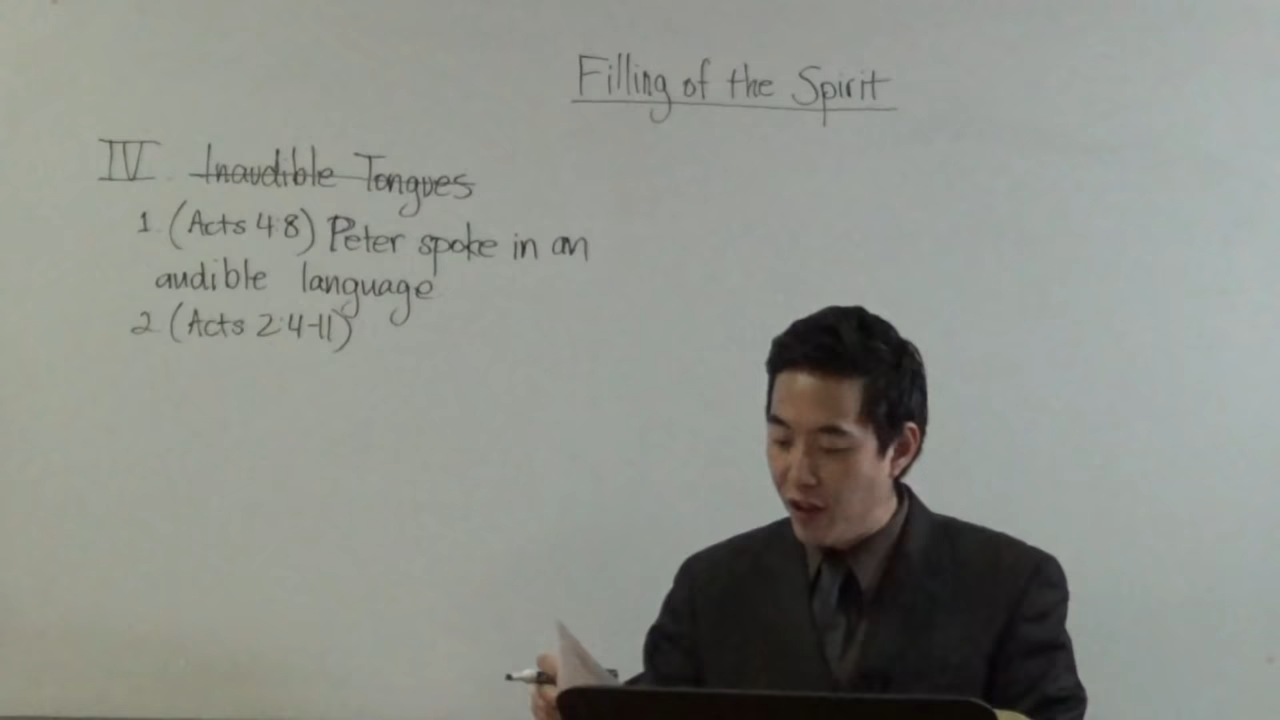 Filling of the Spirit
IV Inaudible Tongues
1. (Acts 4:8) Peter spoke in an
audible language
2 (Acts 2:4-11)